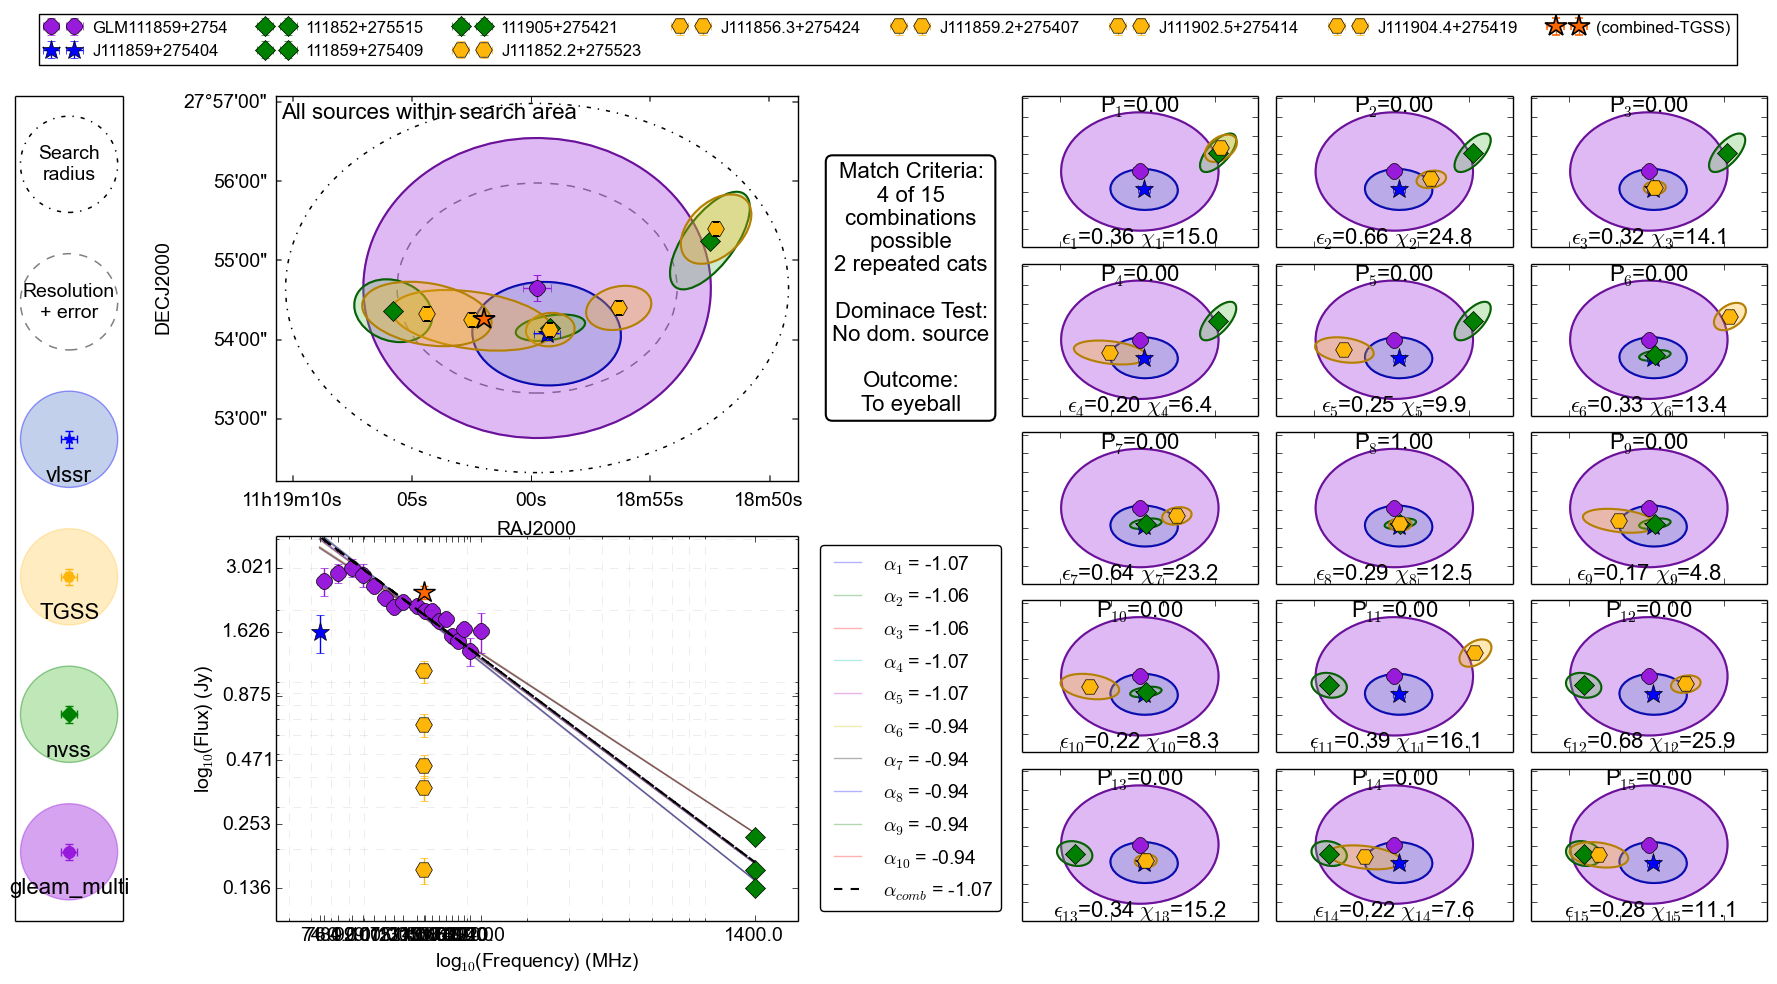 GLM111859+2754
111852+275515
111905+275421
J111856.3+275424
J111859.2+275407
J111902.5+275414
J111904.4+275419
(combined-TGSS)
J111859+275404
111859+275409
J111852.2+275523
Search
radius
Resolution
+ error
vlssr
TGSS
nvss
gleam_multi
All sources within search area
27°57'00"
56'00"
55'00"
54'00"
53'00"
DECJ2000
11h19m10s
05s
00s
18m55s
18m50s
RAJ2000
Match Criteria:
4 of 15
combinations
possible
2 repeated cats
Dominace Test:
No dom. source
Outcome:
To eyeball
3.021
1.626
0.875
0.471
0.253
0.136
log10(Flux) (Jy)
1400.0
log10(Frequency) (MHz)
α1 = -1.07
α2 = -1.06
α3 = -1.06
α4 = -1.07
α5 = -1.07
α6 = -0.94
α7 = -0.94
α8 = -0.94
α9 = -0.94
α10 = -0.94
αcomb = -1.07
P1=0.00
ϵ1=0.36 χ1=15.0
P2=0.00
ϵ2=0.66 χ2=24.8
P3=0.00
ϵ3=0.32 χ3=14.1
P4=0.00
ϵ4=0.20 χ4=6.4
P5=0.00
ϵ5=0.25 χ5=9.9
P6=0.00
ϵ6=0.33 χ6=13.4
P7=0.00
ϵ7=0.64 χ7=23.2
P8=1.00
ϵ8=0.29 χ8=12.5
P9=0.00
ϵ9=0.17 χ9=4.8
P10=0.00
ϵ10=0.22 χ10=8.3
P11=0.00
ϵ11=0.39 χ11=16.1
P12=0.00
ϵ12=0.68 χ12=25.9
P13=0.00
ϵ13=0.34 χ13=15.2
P14=0.00
ϵ14=0.22 χ14=7.6
P15=0.00
ϵ15=0.28 χ15=11.1